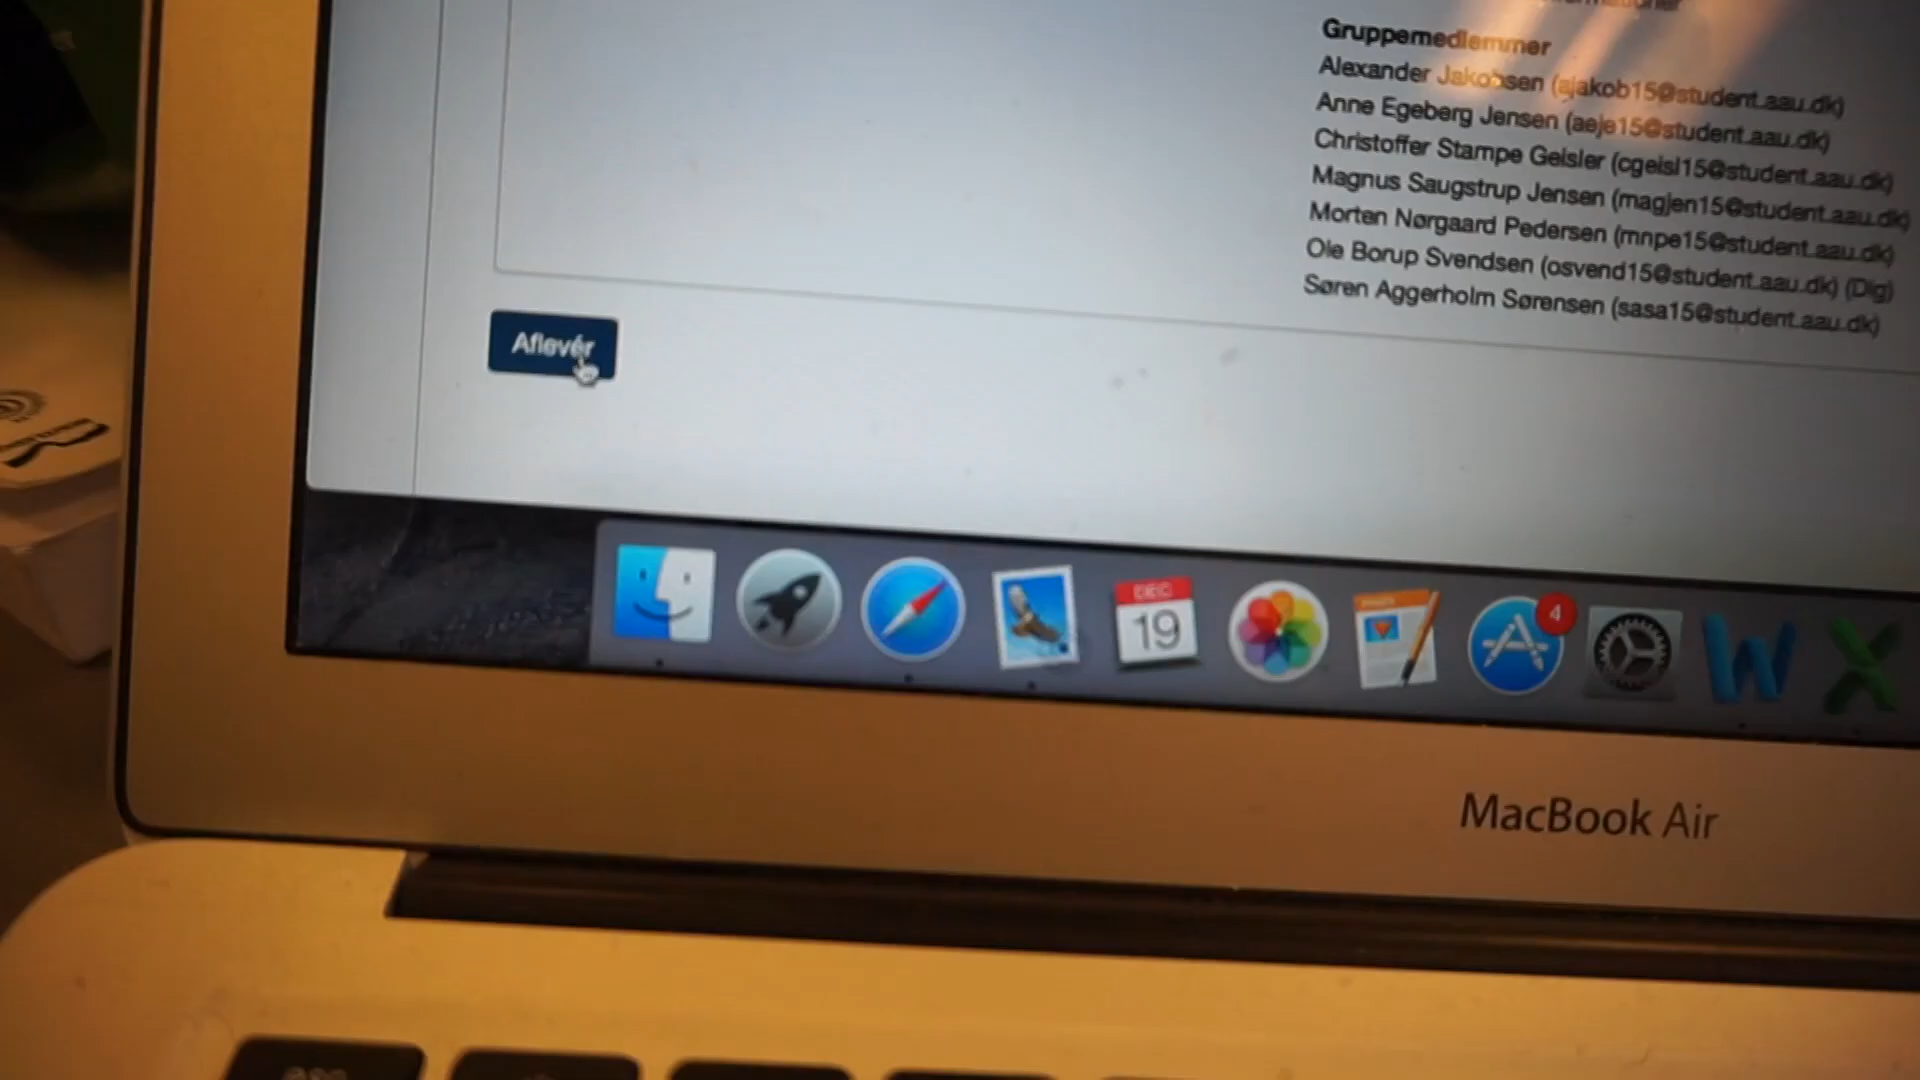 Gruppemedlemmer
Alexander Jakobsen (ajakob15@student.aau.dk)
Anne Egeberg Jensen (aeje15@student.aau.dk)
Christoffer Stampe Geisler (cgeisl15@student.aau.dk)
Magnus Saugstrup Jensen (magjen15@student.aau.dk)
Morten Nørgaard Pedersen (mnpe15@student.aau.dk)
Ole Borup Svendsen (osvend15@student.aau.dk) (Dig)
Søren Aggerholm Sørensen (sasa15@student.aau.dk)
Aflevér
DEC
19
4
MacBook Air